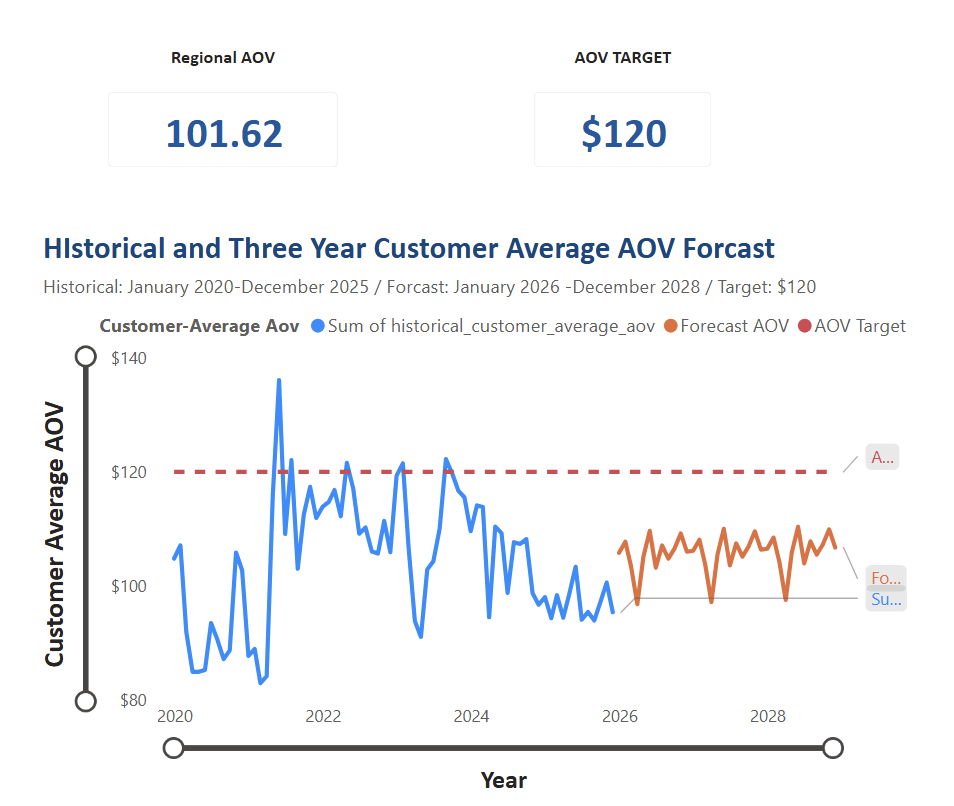 Regional AOV
AOV TARGET
101.62
$120
HIstorical and Three Year Customer Average AOV Forcast
Historical: January 2020-December 2025 / Forcast: January 2026 -December 2028 / Target: $120
Customer-Average Aov Sum of historical_customer_average_aov Forecast AOV AOV Target
Customer Average AOV
$140
$120
$100
$80
A...
Fo...
Su...
2020 2022 2024 2026 2028
Year